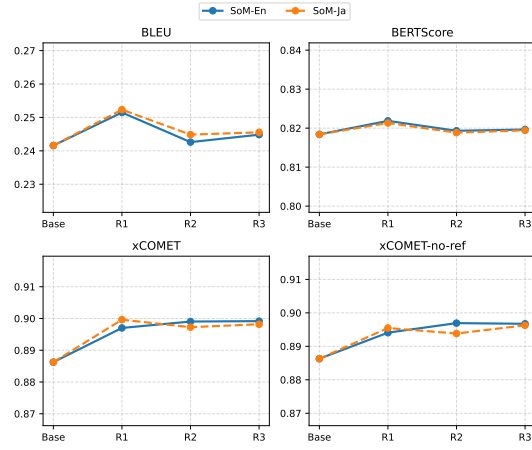 SoM-En SoM-Ja
BLEU
0.27
0.26
0.25
0.24
0.23
Base R1 R2 R3
BERTScore
0.84
0.83
0.82
0.81
0.80
Base R1 R2 R3
xCOMET
0.91
0.90
0.89
0.88
0.87
Base R1 R2 R3
xCOMET-no-ref
0.91
0.90
0.89
0.88
0.87
Base R1 R2 R3